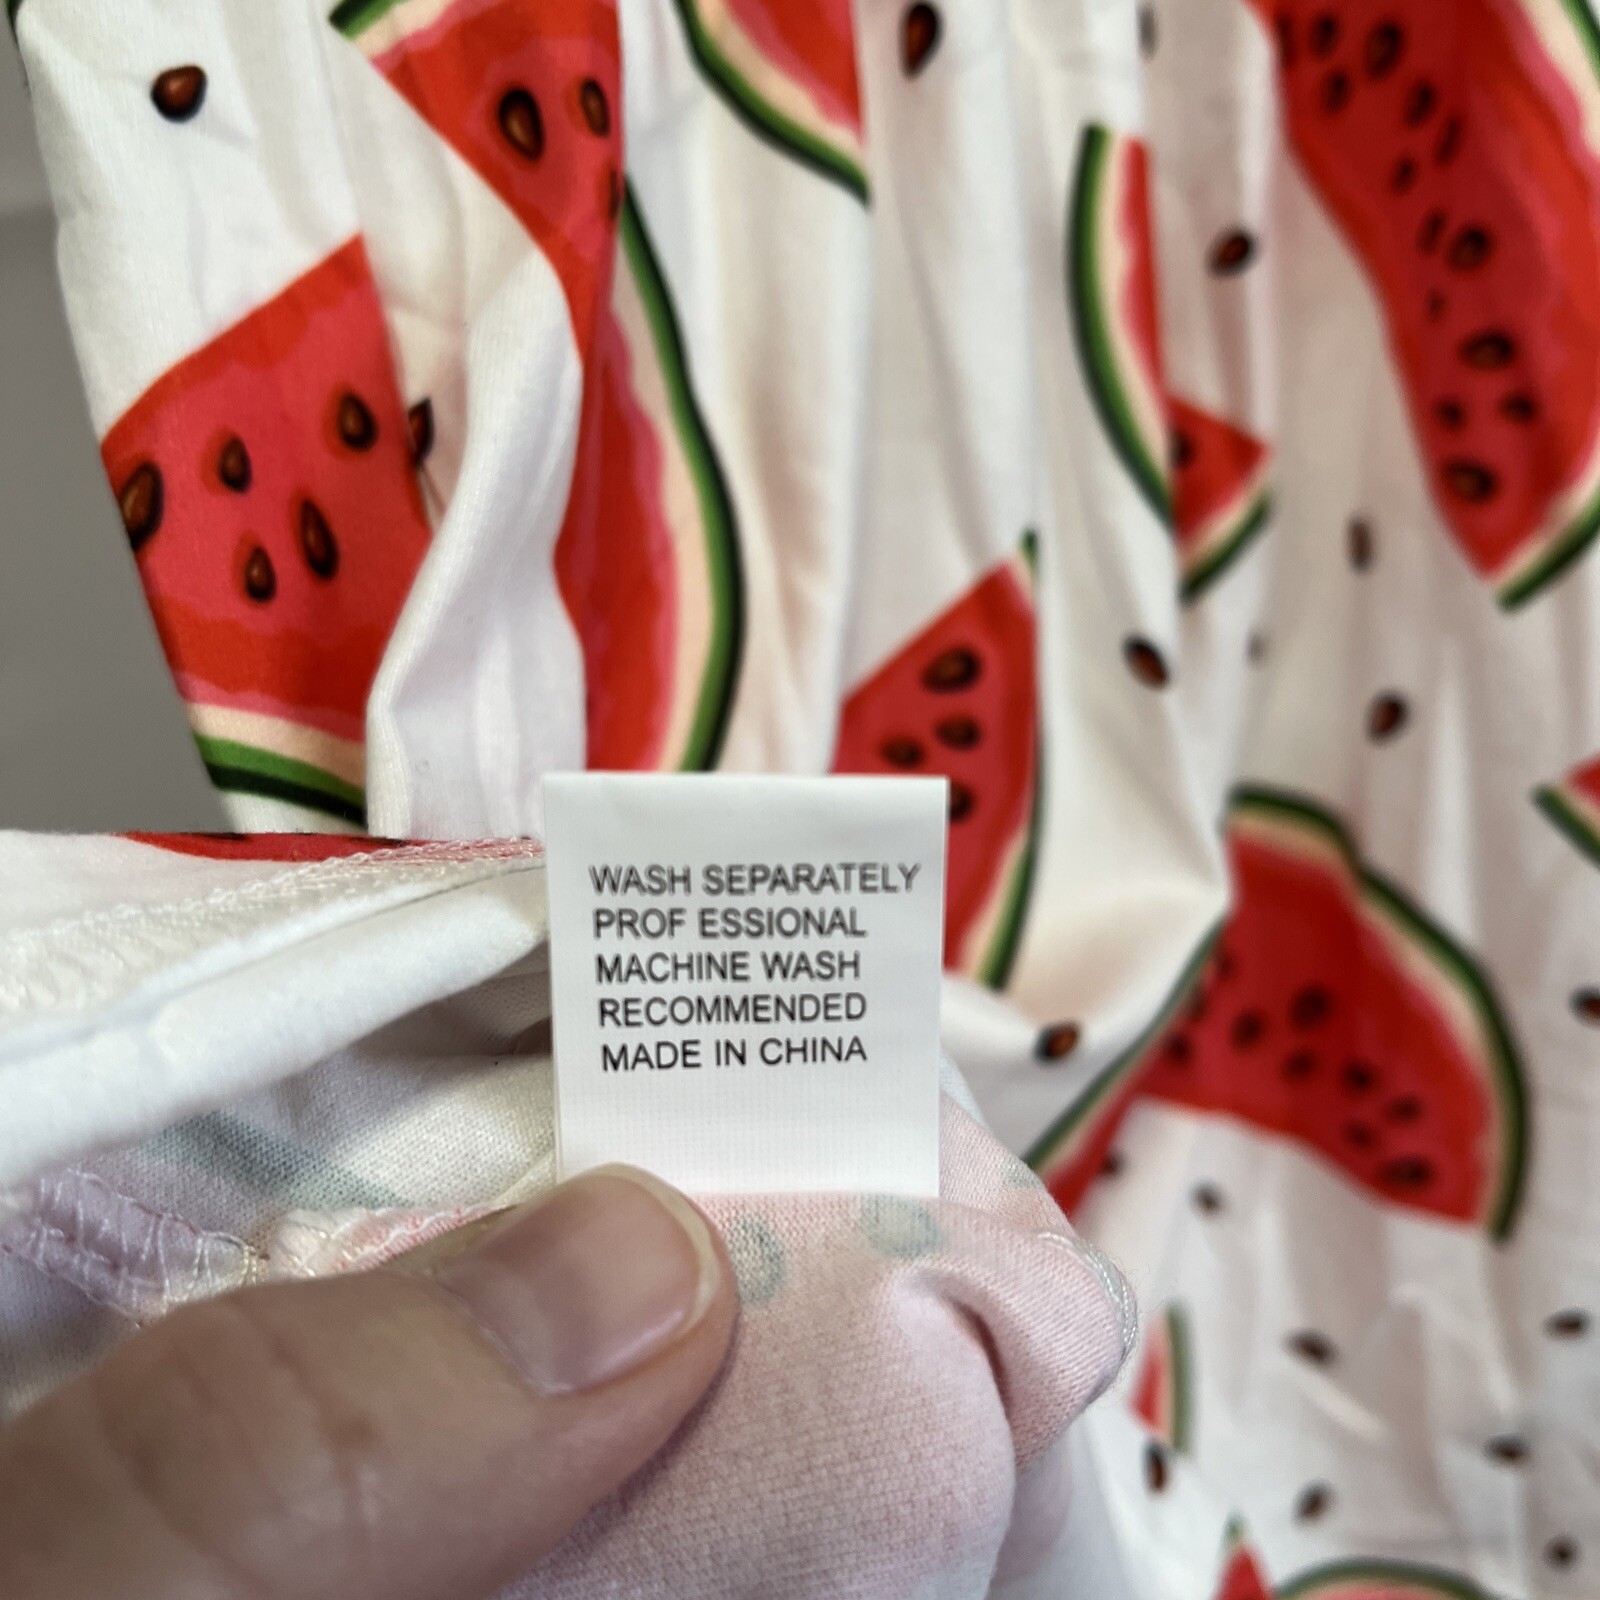 WASH SEPARATELY
PROF ESSIONAL
MACHINE WASH
RECOMMENDED
MADE IN CHINA